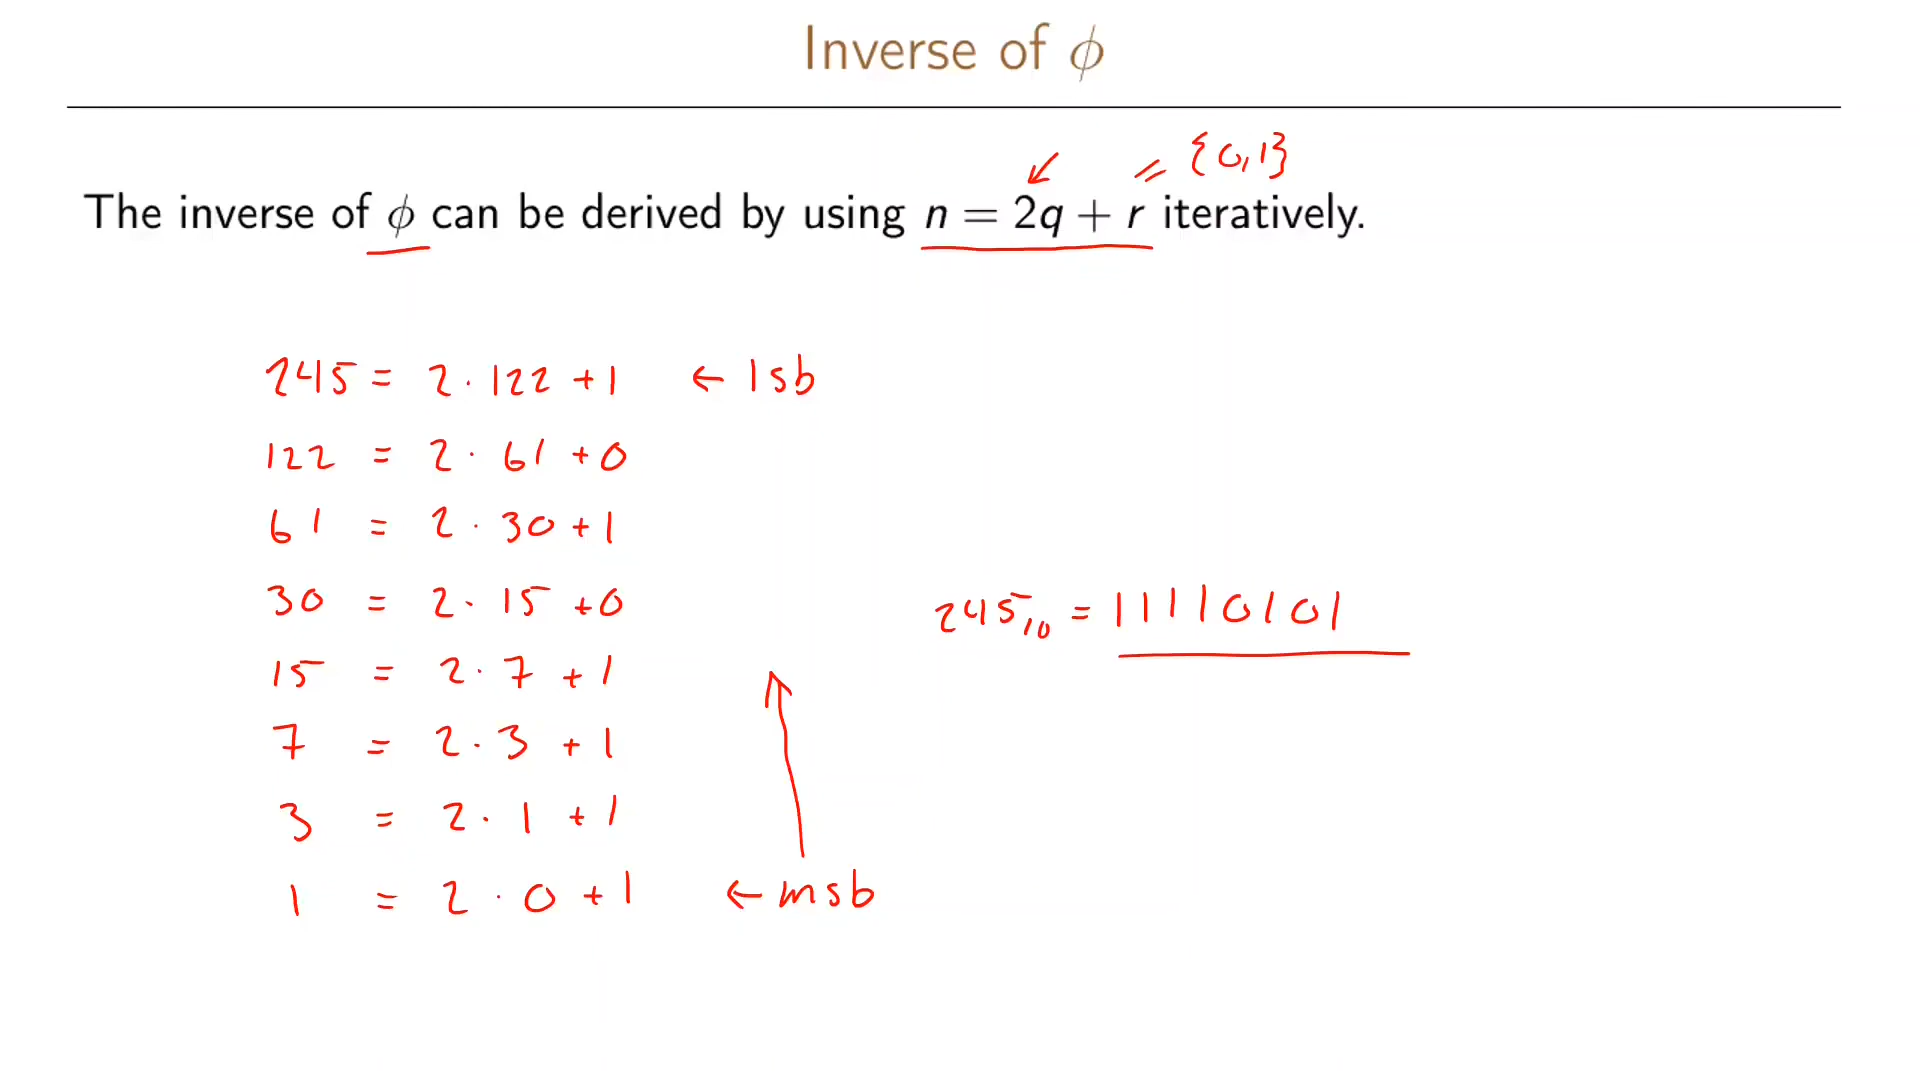 Inverse of ϕ
= {0,1}
The inverse of ϕ can be derived by using n = 2q + r iteratively.
245 = 2 · 122 + 1 ← lsb
122 = 2 · 61 + 0
61 = 2 · 30 + 1
30 = 2 · 15 + 0
245₁₀ = 11110101
15 = 2 · 7 + 1
7 = 2 · 3 + 1
3 = 2 · 1 + 1
1 = 2 · 0 + 1 ← msb